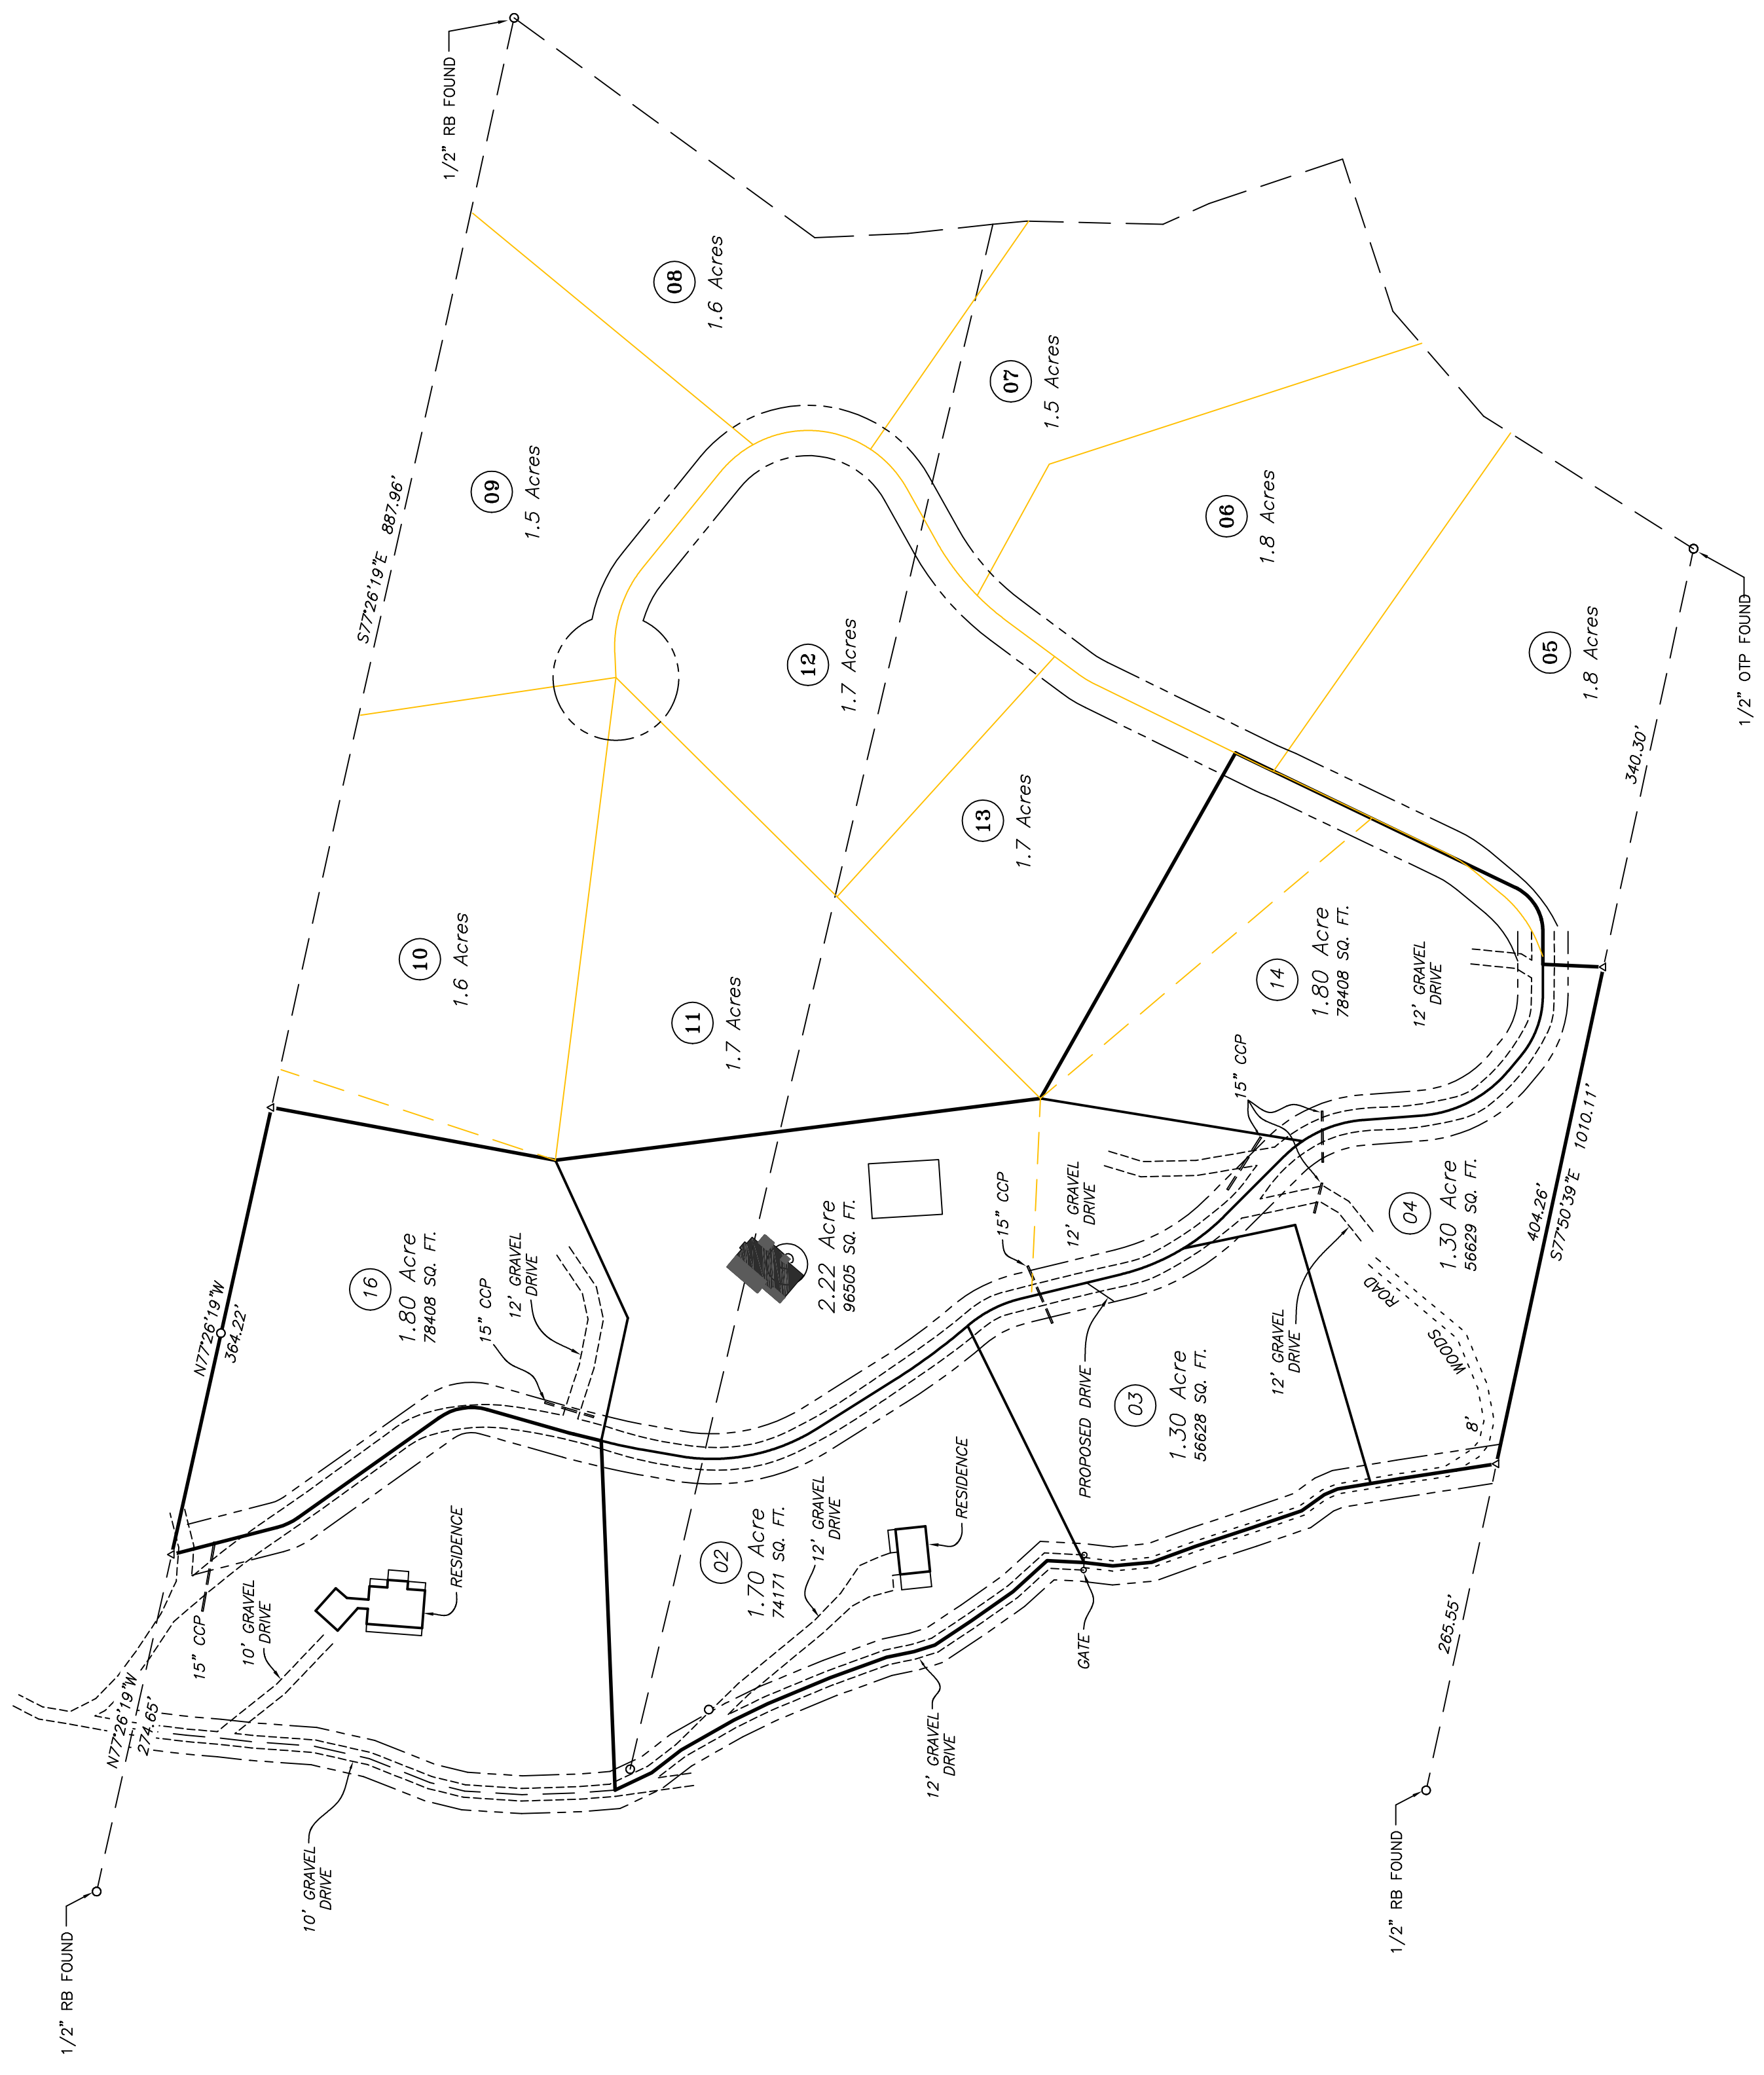 1/2" RB FOUND
08
1.6 Acres
09
1.5 Acres
07
1.5 Acres
S77°26'19"E 887.96'
06
1.8 Acres
05
1.8 Acres
1/2" OTP FOUND
12
1.7 Acres
340.30'
13
1.7 Acres
10
1.6 Acres
11
1.7 Acres
14
1.80 Acre
78408 SQ. FT.
12' GRAVEL
DRIVE
15" CCP
1010.11'
S77°50'39"E
404.26'
04
1.30 Acre
56629 SQ. FT.
15" CCP
12' GRAVEL
DRIVE
2.22 Acre
96505 SQ. FT.
16
1.80 Acre
78408 SQ. FT.
N77°26'19"W
364.22'
15" CCP
12' GRAVEL
DRIVE
ROAD
WOODS
8'
12' GRAVEL
DRIVE
03
1.30 Acre
56628 SQ. FT.
PROPOSED DRIVE
RESIDENCE
12' GRAVEL
DRIVE
02
1.70 Acre
74171 SQ. FT.
RESIDENCE
10' GRAVEL
DRIVE
15" CCP
GATE
265.55'
N77°26'19"W
274.65'
12' GRAVEL
DRIVE
10' GRAVEL
DRIVE
1/2" RB FOUND
1/2" RB FOUND